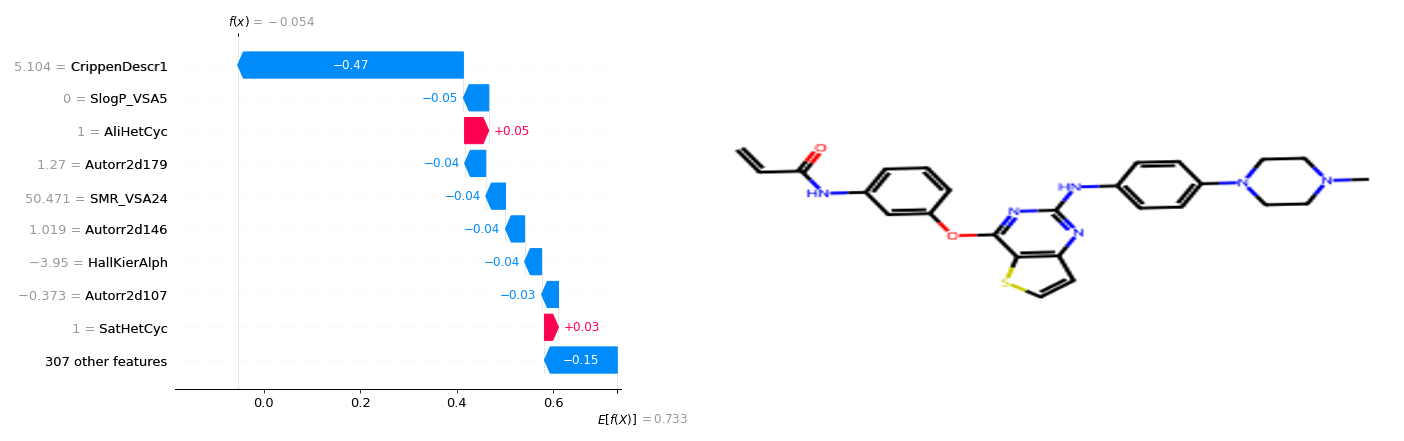 f(x) = −0.054
5.104 = CrippenDescr1
−0.47
0 = SlogP_VSA5
−0.05
1 = AliHetCyc
+0.05
1.27 = Autorr2d179
−0.04
50.471 = SMR_VSA24
−0.04
1.019 = Autorr2d146
−0.04
−3.95 = HallKierAlph
−0.04
−0.373 = Autorr2d107
−0.03
1 = SatHetCyc
+0.03
307 other features
−0.15
0.0 0.2 0.4 0.6
E[f(X)] = 0.733
O
HN
O
N
HN
N
S
N
N